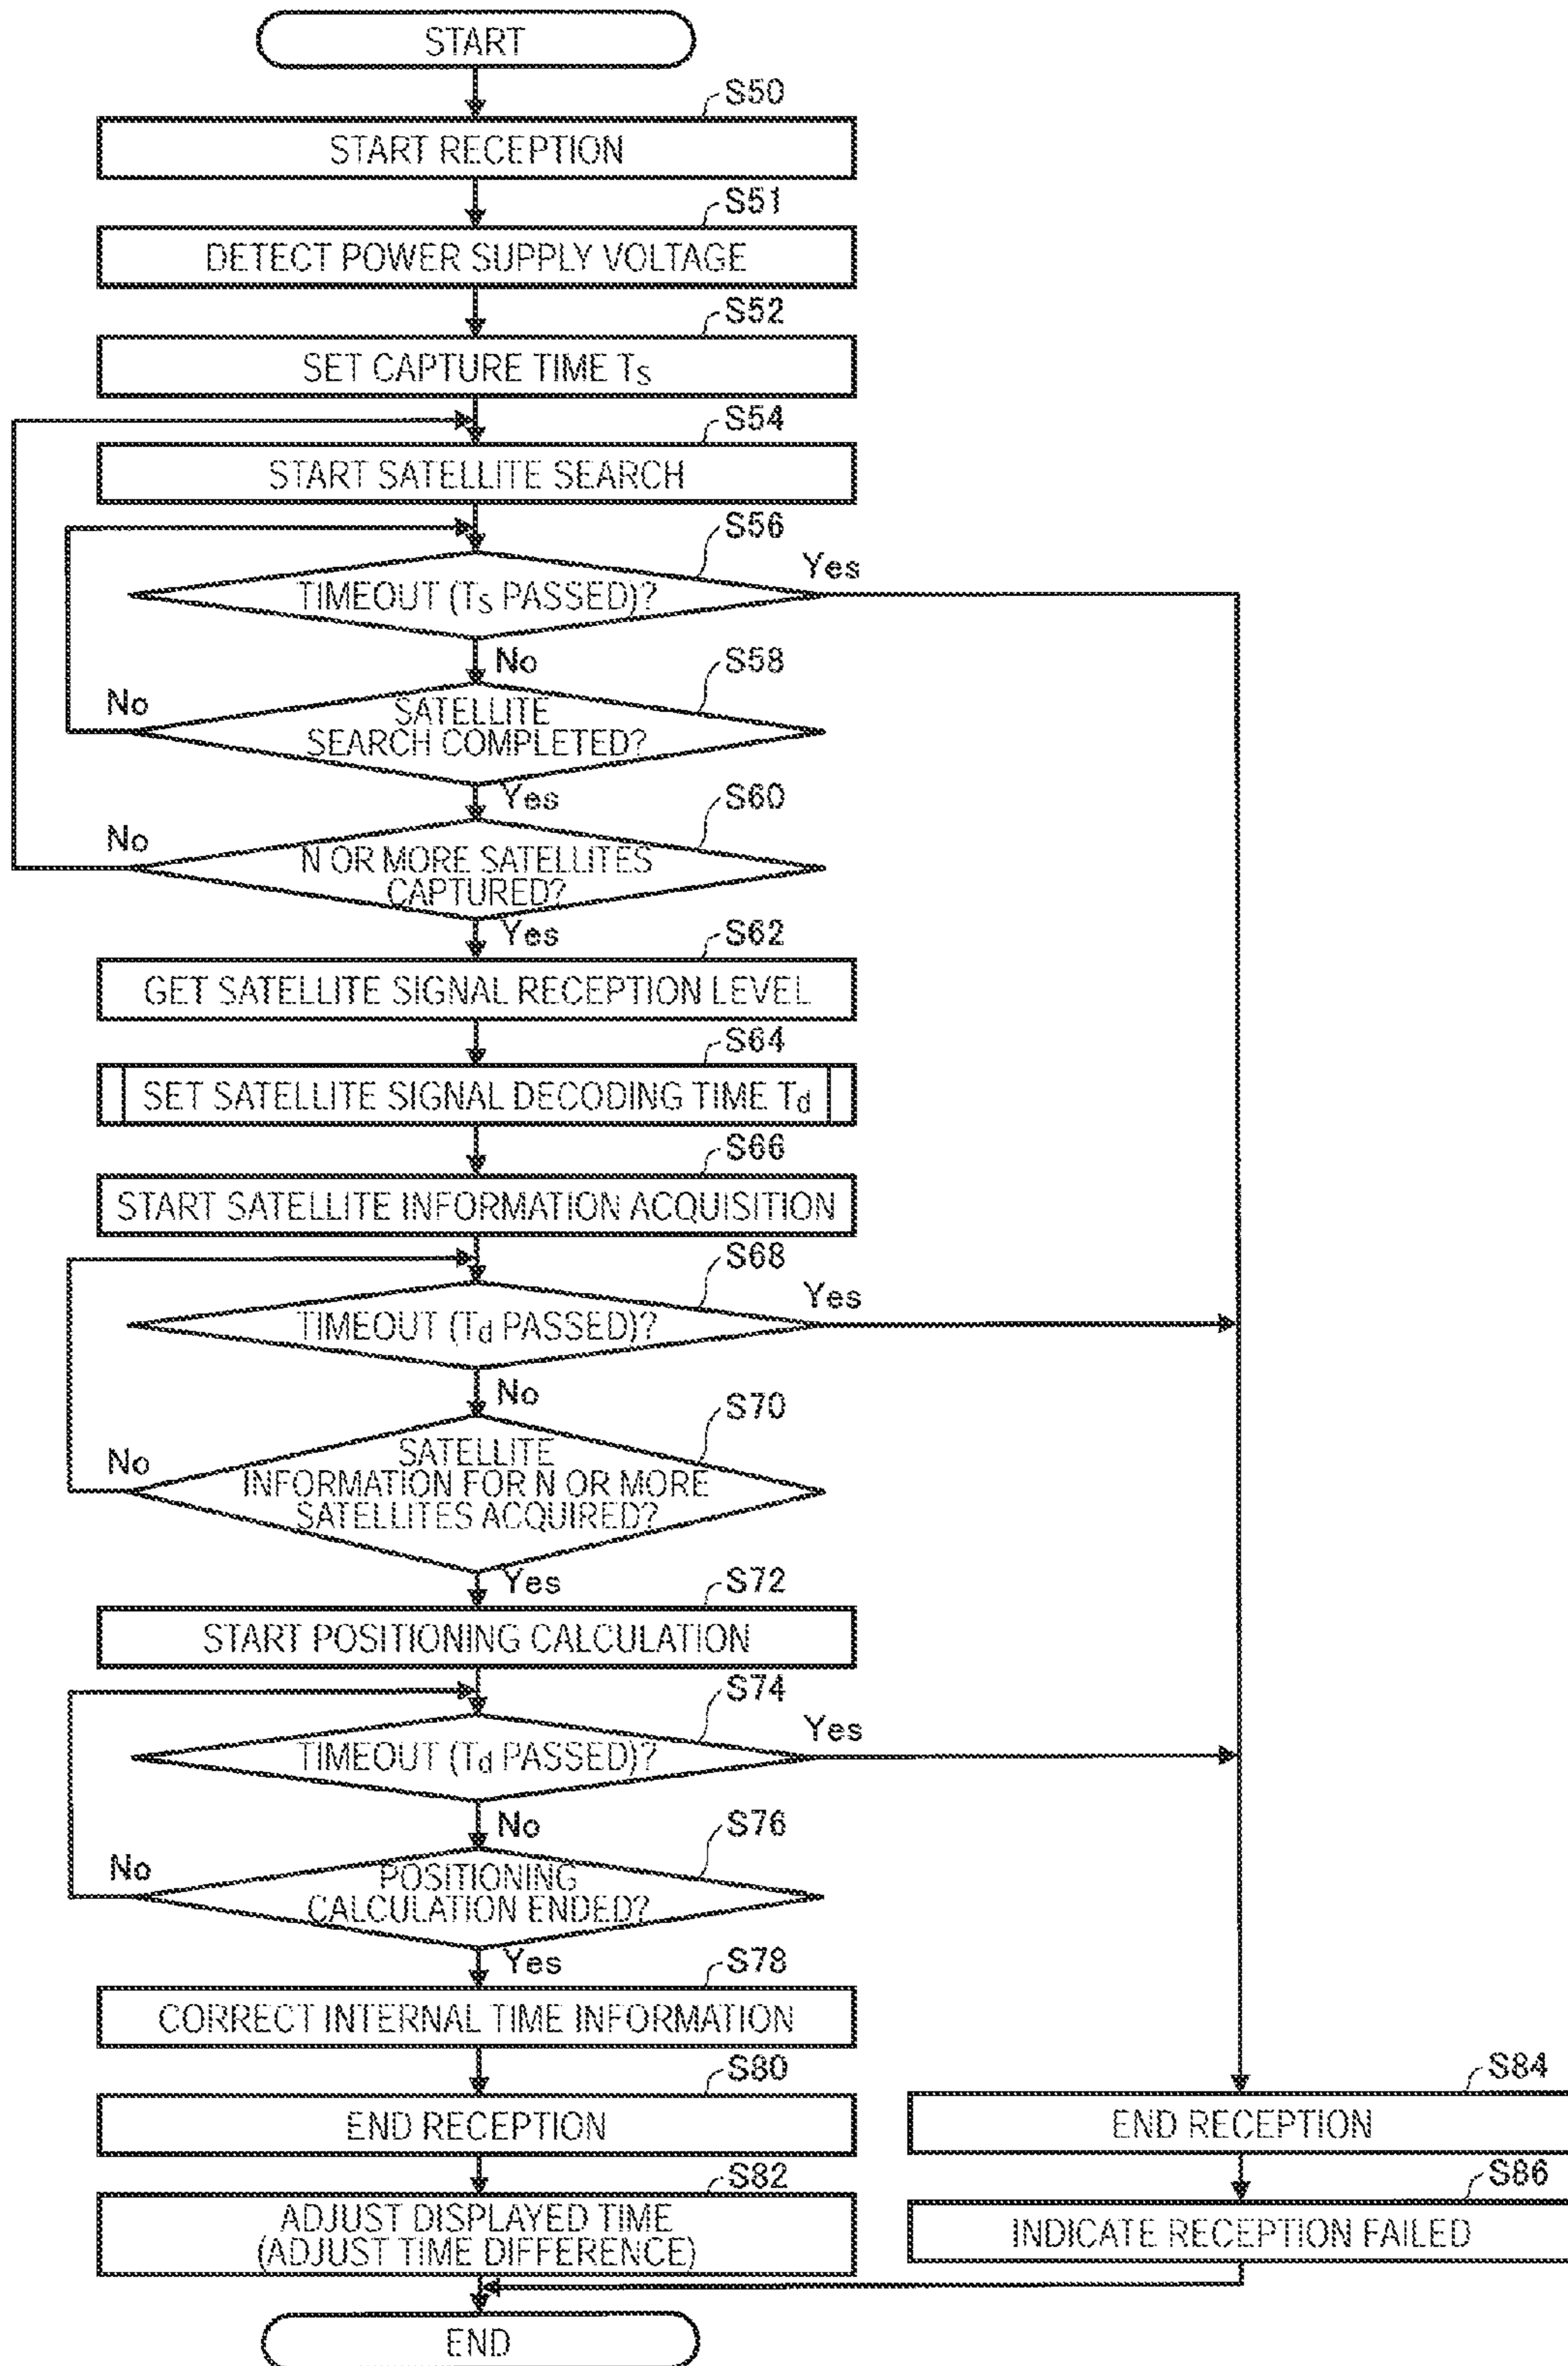 START
S50
START RECEPTION
S51
DETECT POWER SUPPLY VOLTAGE
S52
SET CAPTURE TIME Ts
S54
START SATELLITE SEARCH
S56
TIMEOUT (Ts PASSED)?
Yes
No
S58
SATELLITE
SEARCH COMPLETED?
No
Yes
S60
N OR MORE SATELLITES
CAPTURED?
No
Yes
S62
GET SATELLITE SIGNAL RECEPTION LEVEL
S64
SET SATELLITE SIGNAL DECODING TIME Td
S66
START SATELLITE INFORMATION ACQUISITION
S68
TIMEOUT (Td PASSED)?
Yes
No
S70
SATELLITE
INFORMATION FOR N OR MORE
SATELLITES ACQUIRED?
No
Yes
S72
START POSITIONING CALCULATION
S74
TIMEOUT (Td PASSED)?
Yes
No
S76
POSITIONING
CALCULATION ENDED?
No
Yes
S78
CORRECT INTERNAL TIME INFORMATION
S80
END RECEPTION
S82
ADJUST DISPLAYED TIME
(ADJUST TIME DIFFERENCE)
S84
END RECEPTION
S86
INDICATE RECEPTION FAILED
END